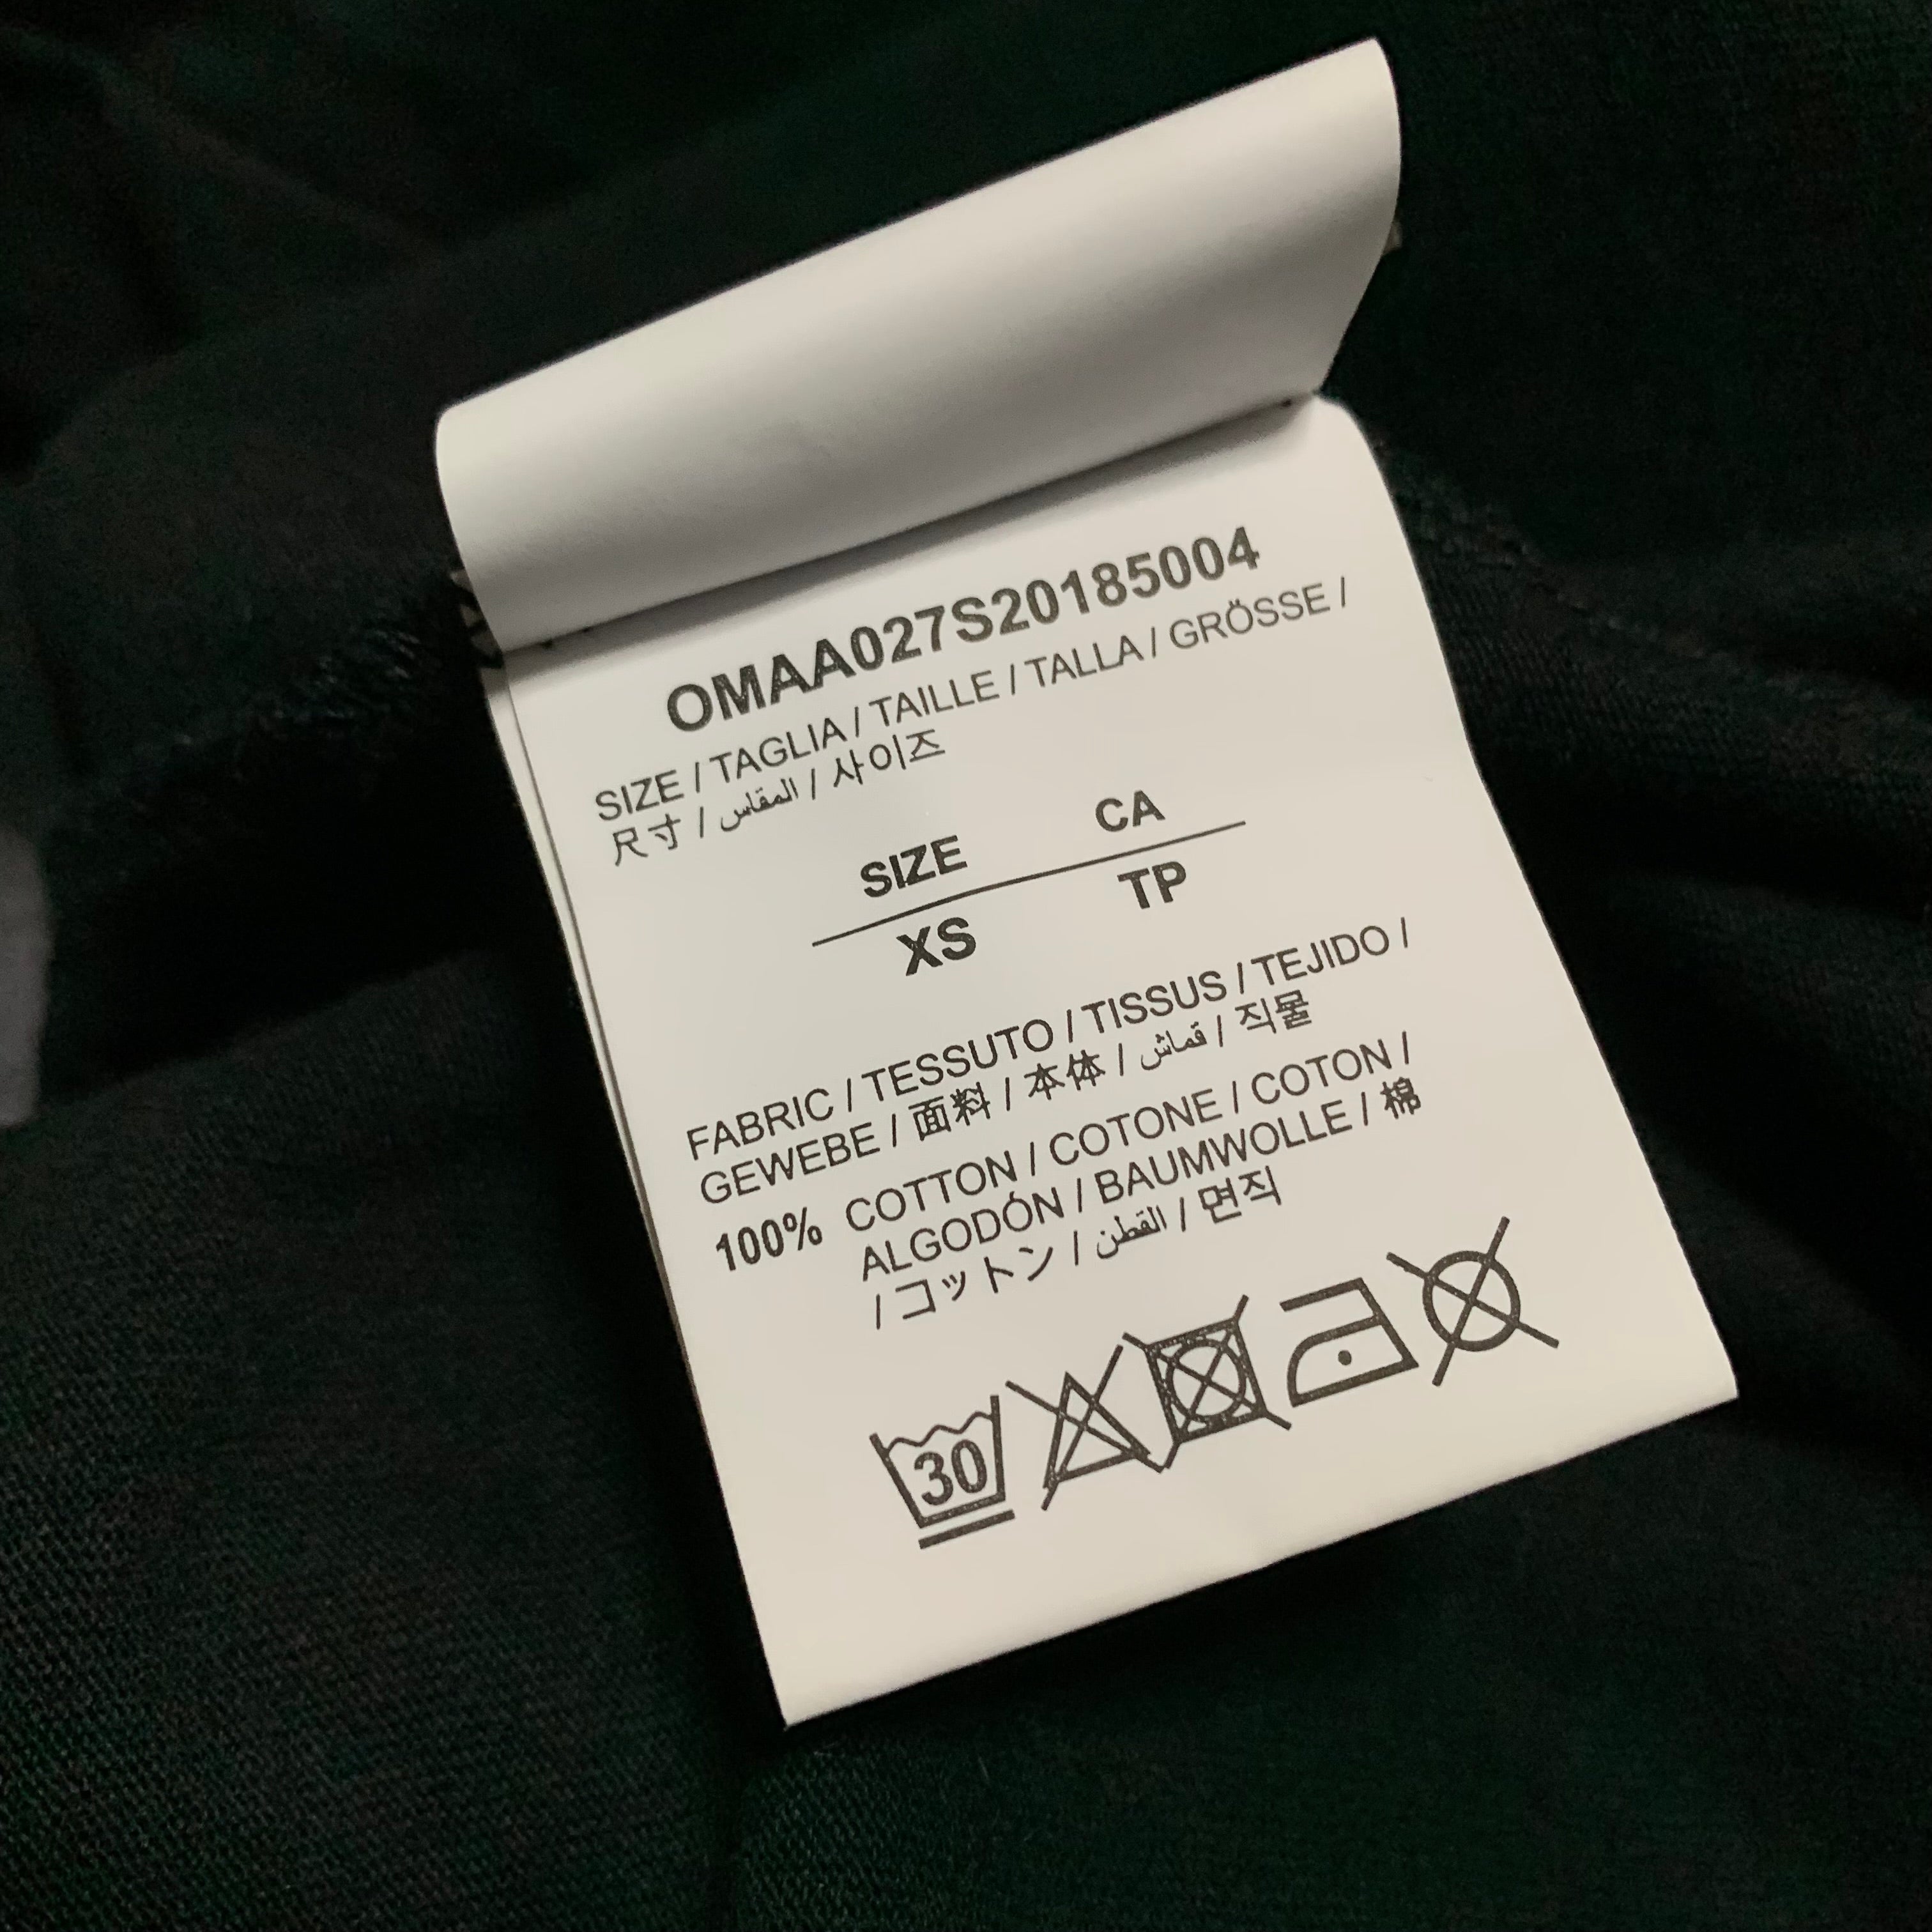 OMAA027S20185004
SIZE / TAGLIA / TAILLE / TALLA / GRÖSSE /
尺寸 / المقاس / 사이즈
SIZE CA
XS TP
FABRIC / TESSUTO / TISSUS / TEJIDO /
GEWEBE / 面料 / 本体 / قماش / 직물
100% COTTON / COTONE / COTON /
ALGODÓN / BAUMWOLLE / 棉
/ コットン / القطن / 면직
30